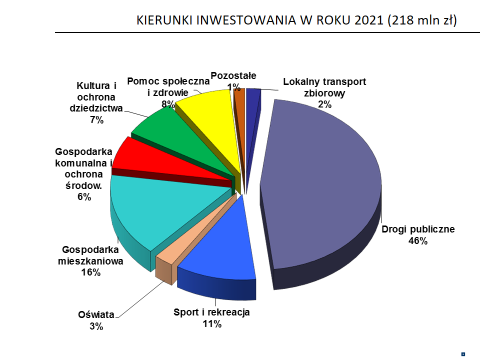 KIERUNKI INWESTOWANIA W ROKU 2021 (218 mln zł)
Pozostałe
1%
Lokalny transport
zbiorowy
2%
Drogi publiczne
46%
Sport i rekreacja
11%
Oświata
3%
Gospodarka
mieszkaniowa
16%
Gospodarka
komunalna i
ochrona
środow.
6%
Kultura i
ochrona
dziedzictwa
7%
Pomoc społeczna
i zdrowie
8%